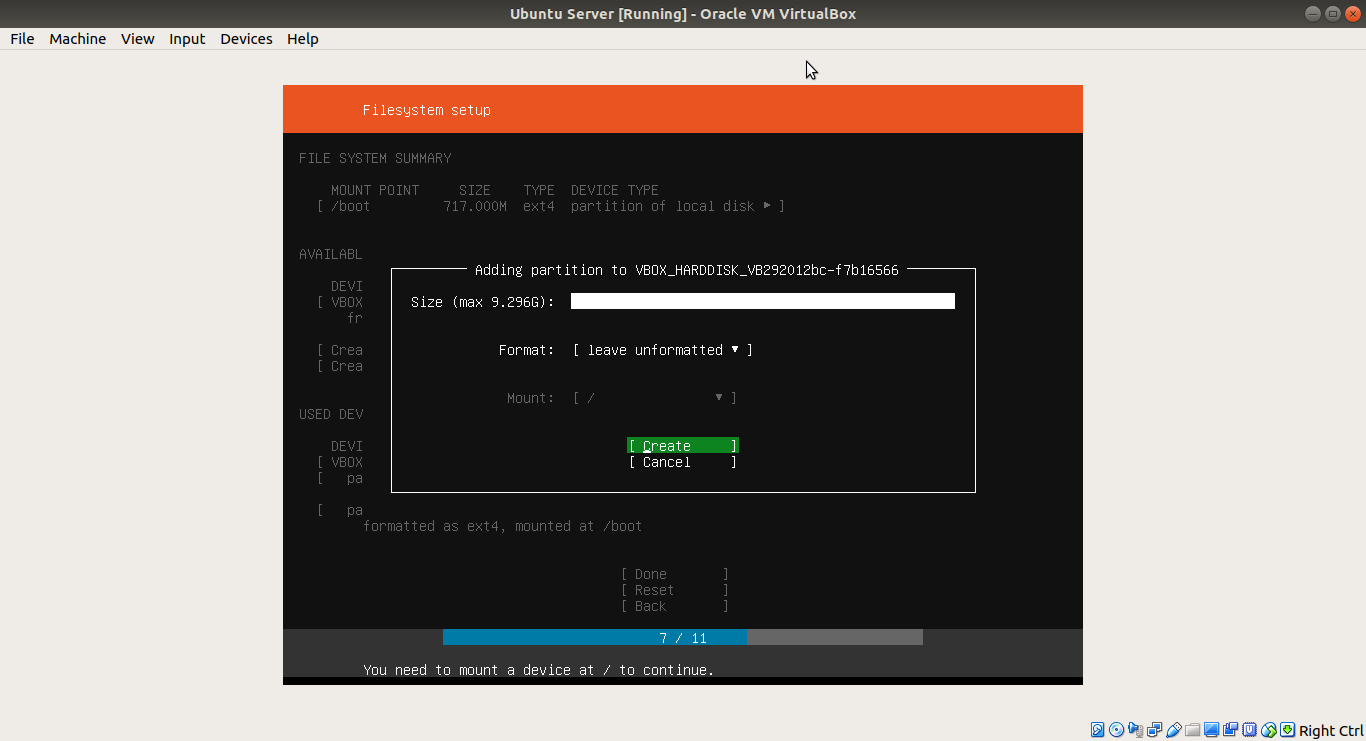 Ubuntu Server [Running] - Oracle VM VirtualBox
File Machine View Input Devices Help
Filesystem setup
FILE SYSTEM SUMMARY
MOUNT POINT SIZE TYPE DEVICE TYPE
[ /boot 717.000M ext4 partition of local disk ▸ ]
AVAILABL
Adding partition to VBOX_HARDDISK_VB292012bc-f7b16566
DEVI
[ VBOX
Size (max 9.296G):
fr
[ Crea
Format: [ leave unformatted ▾ ]
[ Crea
Mount: [ / ▾ ]
USED DEV
DEVI
[ Create ]
[ VBOX
[ Cancel ]
[ pa
[ pa
formatted as ext4, mounted at /boot
[ Done ]
[ Reset ]
[ Back ]
7 / 11
You need to mount a device at / to continue.
Right Ctrl